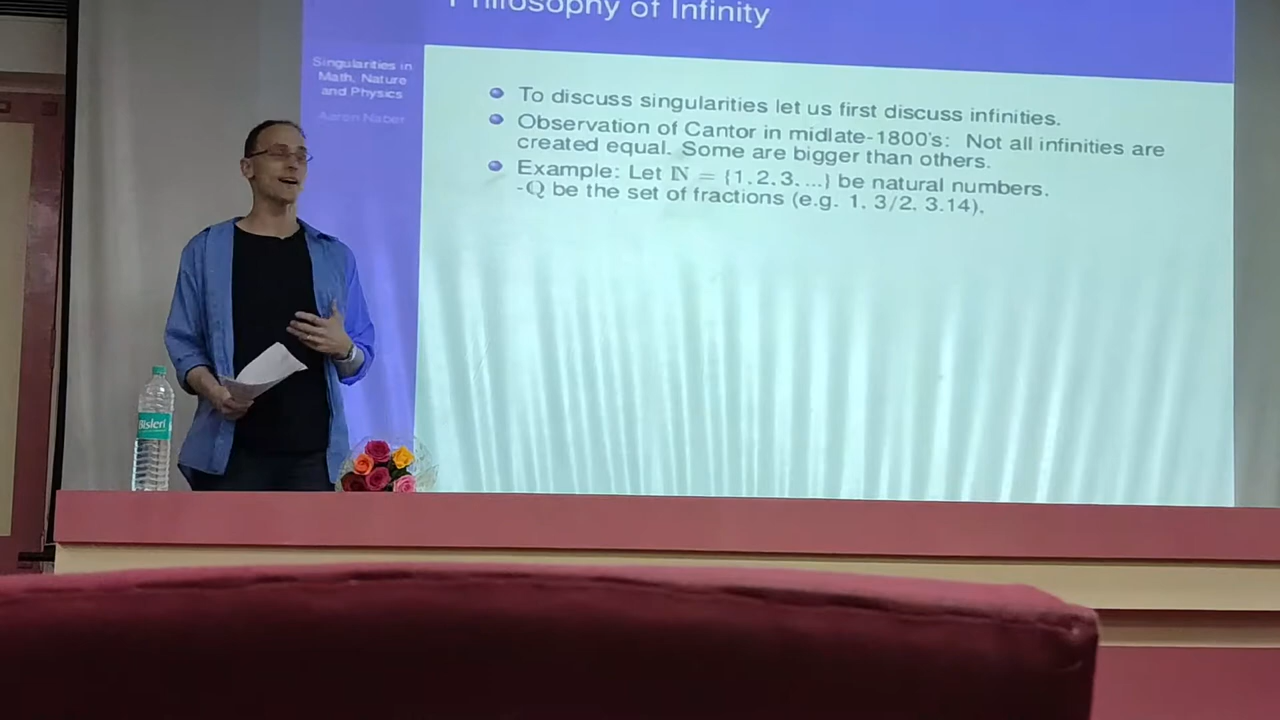 Philosophy of Infinity
Singularities in
Math, Nature
and Physics
Aaron Naber
To discuss singularities let us first discuss infinities.
Observation of Cantor in midlate-1800's: Not all infinities are
created equal. Some are bigger than others.
Example: Let ℕ = {1,2,3, ...} be natural numbers.
-ℚ be the set of fractions (e.g. 1, 3/2, 3.14).
Bisleri